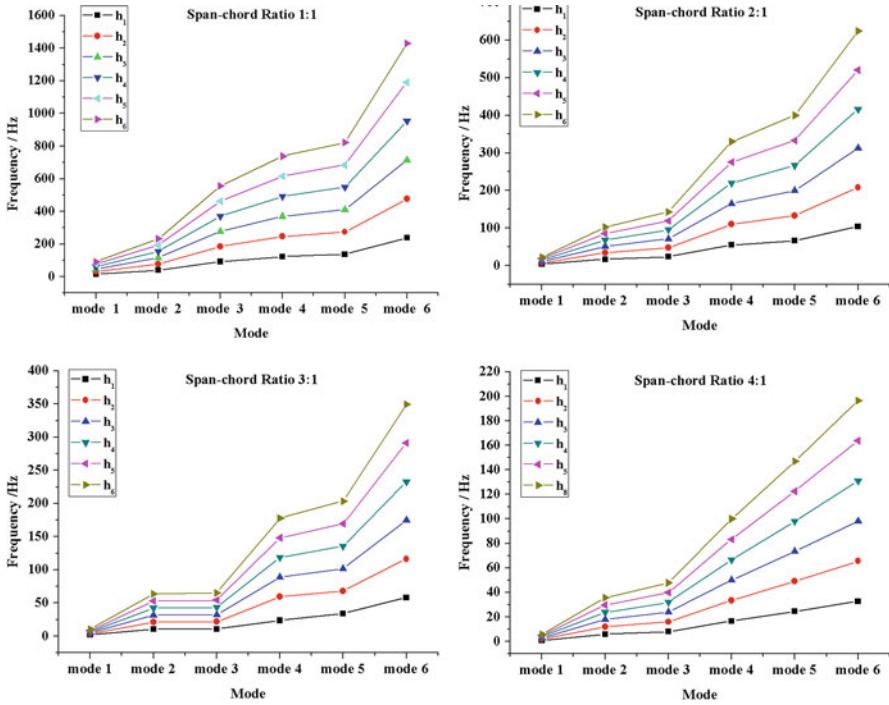 Span-chord Ratio 1:1
1600
1400
1200
1000
800
600
400
200
0
Frequency / Hz
h₁
h₂
h₃
h₄
h₅
h₆
mode 1 mode 2 mode 3 mode 4 mode 5 mode 6
Mode
Span-chord Ratio 2:1
600
500
400
300
200
100
0
Frequency / Hz
h₁
h₂
h₃
h₄
h₅
h₆
mode 1 mode 2 mode 3 mode 4 mode 5 mode 6
Mode
Span-chord Ratio 3:1
400
350
300
250
200
150
100
50
0
Frequency /Hz
h₁
h₂
h₃
h₄
h₅
h₆
mode 1 mode 2 mode 3 mode 4 mode 5 mode 6
Mode
Span-chord Ratio 4:1
220
200
180
160
140
120
100
80
60
40
20
0
Frequency / Hz
h₁
h₂
h₃
h₄
h₅
h₈
mode 1 mode 2 mode 3 mode 4 mode 5 mode 6
Mode